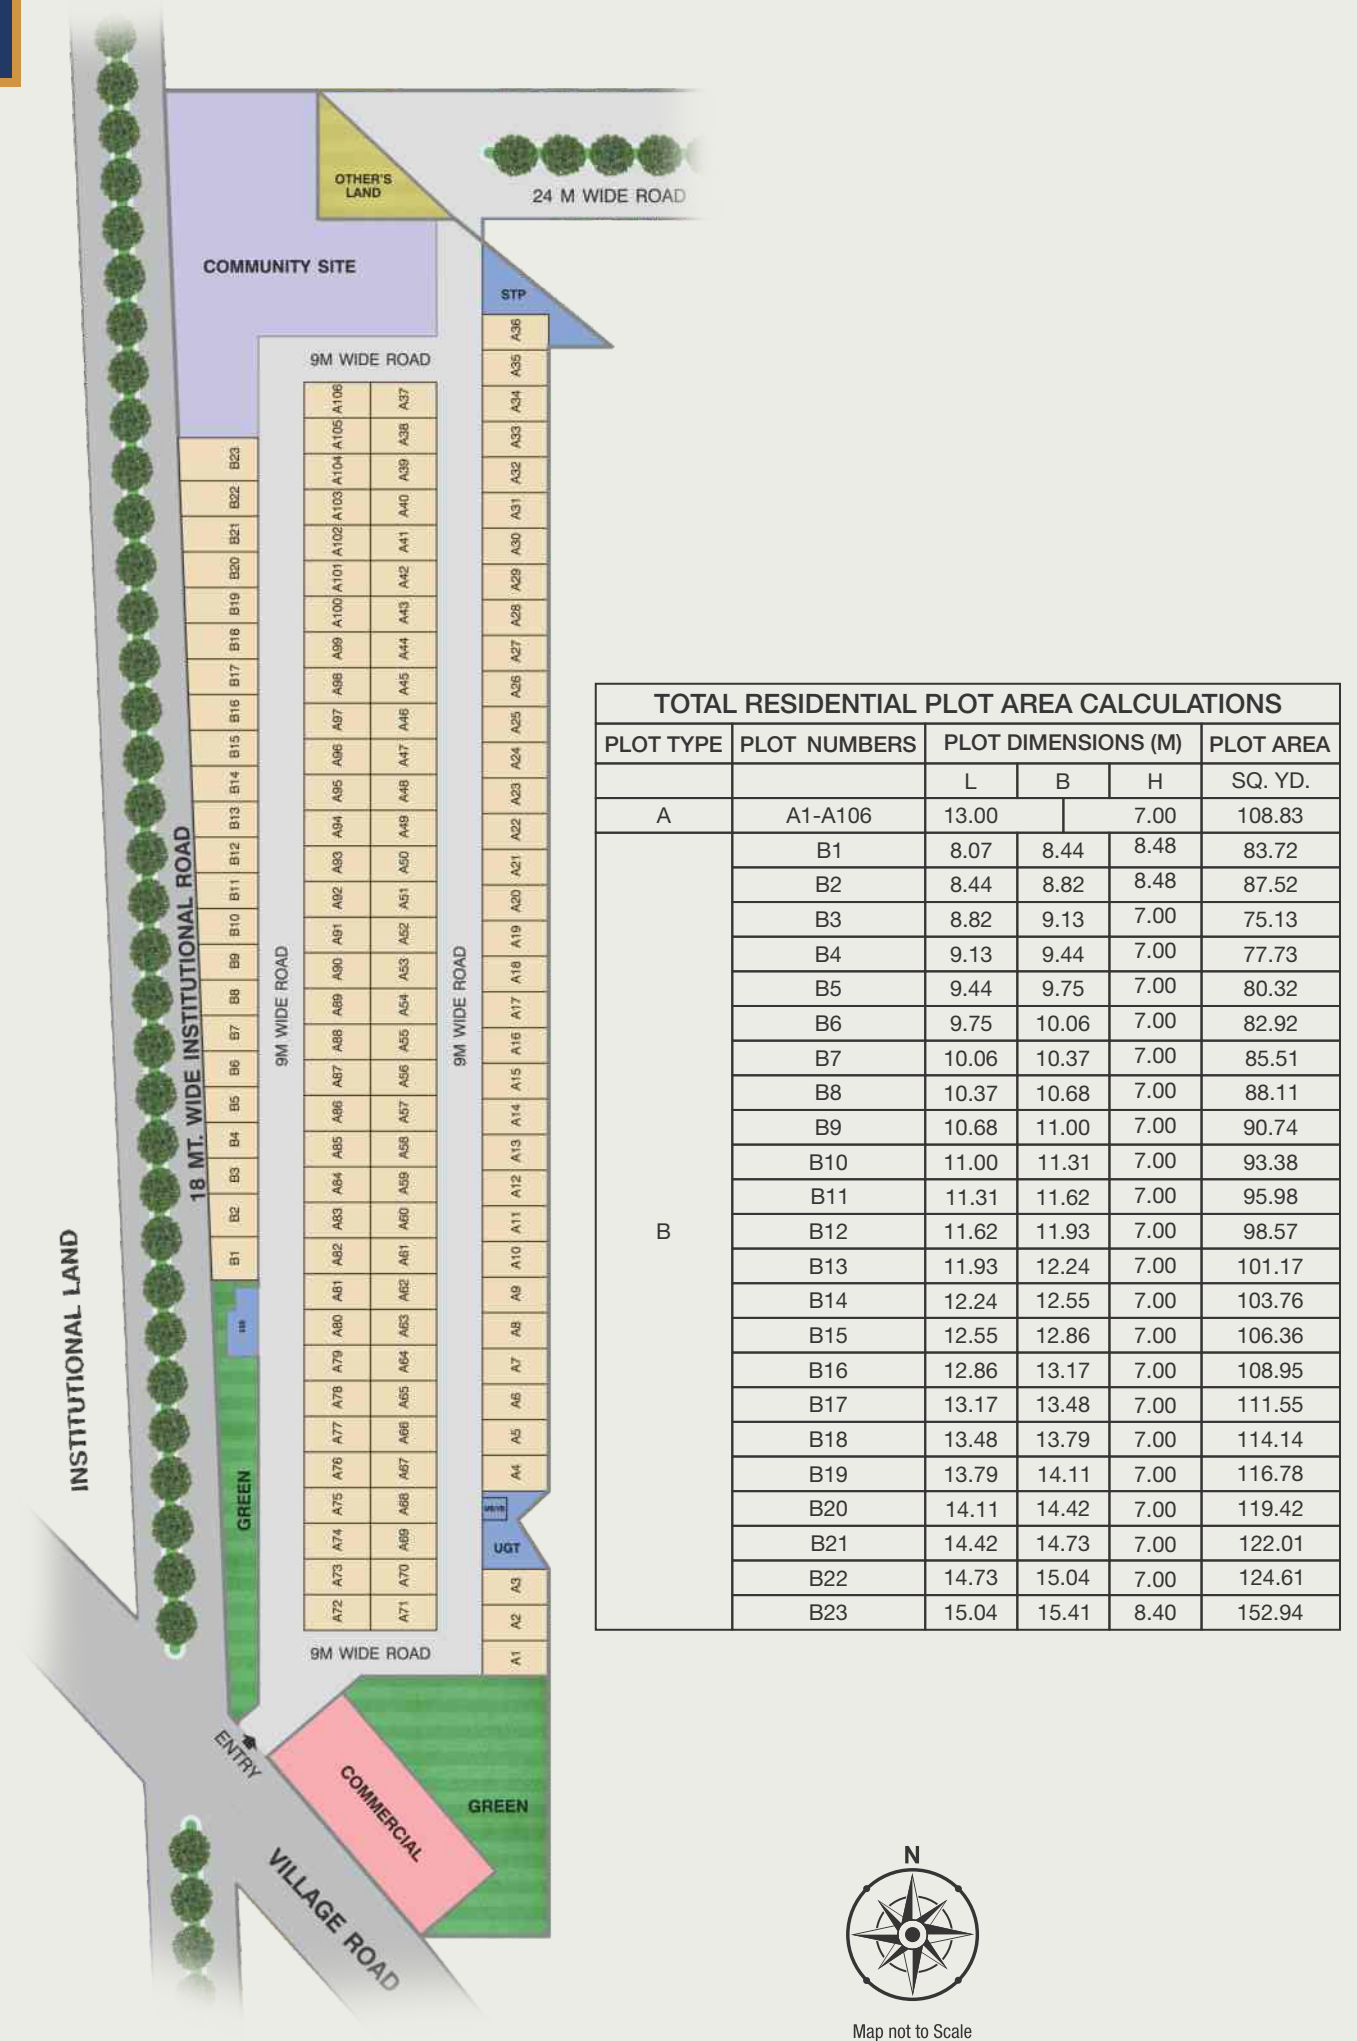 OTHER'S
LAND
24 M WIDE ROAD
COMMUNITY SITE
STP
9M WIDE ROAD
A36
A35
A34
A33
A32
A31
A30
A29
A28
A27
A26
A25
A24
A23
A22
A21
A20
A19
A18
A17
A16
A15
A14
A13
A12
A11
A10
A9
A8
A7
A6
A5
A4
UGT
A3
A2
A1
A106 A37
A105 A38
A104 A39
A103 A40
A102 A41
A101 A42
A100 A43
A99 A44
A98 A45
A97 A46
A96 A47
A95 A48
A94 A49
A93 A50
A92 A51
A91 A52
A90 A53
A89 A54
A88 A55
A87 A56
A86 A57
A85 A58
A84 A59
A83 A60
A82 A61
A81 A62
A80 A63
A79 A64
A78 A65
A77 A66
A76 A67
A75 A68
A74 A69
A73 A70
A72 A71
B23
B22
B21
B20
B19
B18
B17
B16
B15
B14
B13
B12
B11
B10
B9
B8
B7
B6
B5
B4
B3
B2
B1
18 MT. WIDE INSTITUTIONAL ROAD
9M WIDE ROAD
9M WIDE ROAD
INSTITUTIONAL LAND
GREEN
9M WIDE ROAD
ENTRY
COMMERCIAL
GREEN
VILLAGE ROAD
TOTAL RESIDENTIAL PLOT AREA CALCULATIONS
PLOT TYPE PLOT NUMBERS PLOT DIMENSIONS (M) PLOT AREA
L B H SQ. YD.
A A1-A106 13.00 7.00 108.83
B1 8.07 8.44 8.48 83.72
B2 8.44 8.82 8.48 87.52
B3 8.82 9.13 7.00 75.13
B4 9.13 9.44 7.00 77.73
B5 9.44 9.75 7.00 80.32
B6 9.75 10.06 7.00 82.92
B7 10.06 10.37 7.00 85.51
B8 10.37 10.68 7.00 88.11
B9 10.68 11.00 7.00 90.74
B10 11.00 11.31 7.00 93.38
B11 11.31 11.62 7.00 95.98
B B12 11.62 11.93 7.00 98.57
B13 11.93 12.24 7.00 101.17
B14 12.24 12.55 7.00 103.76
B15 12.55 12.86 7.00 106.36
B16 12.86 13.17 7.00 108.95
B17 13.17 13.48 7.00 111.55
B18 13.48 13.79 7.00 114.14
B19 13.79 14.11 7.00 116.78
B20 14.11 14.42 7.00 119.42
B21 14.42 14.73 7.00 122.01
B22 14.73 15.04 7.00 124.61
B23 15.04 15.41 8.40 152.94
N
Map not to Scale